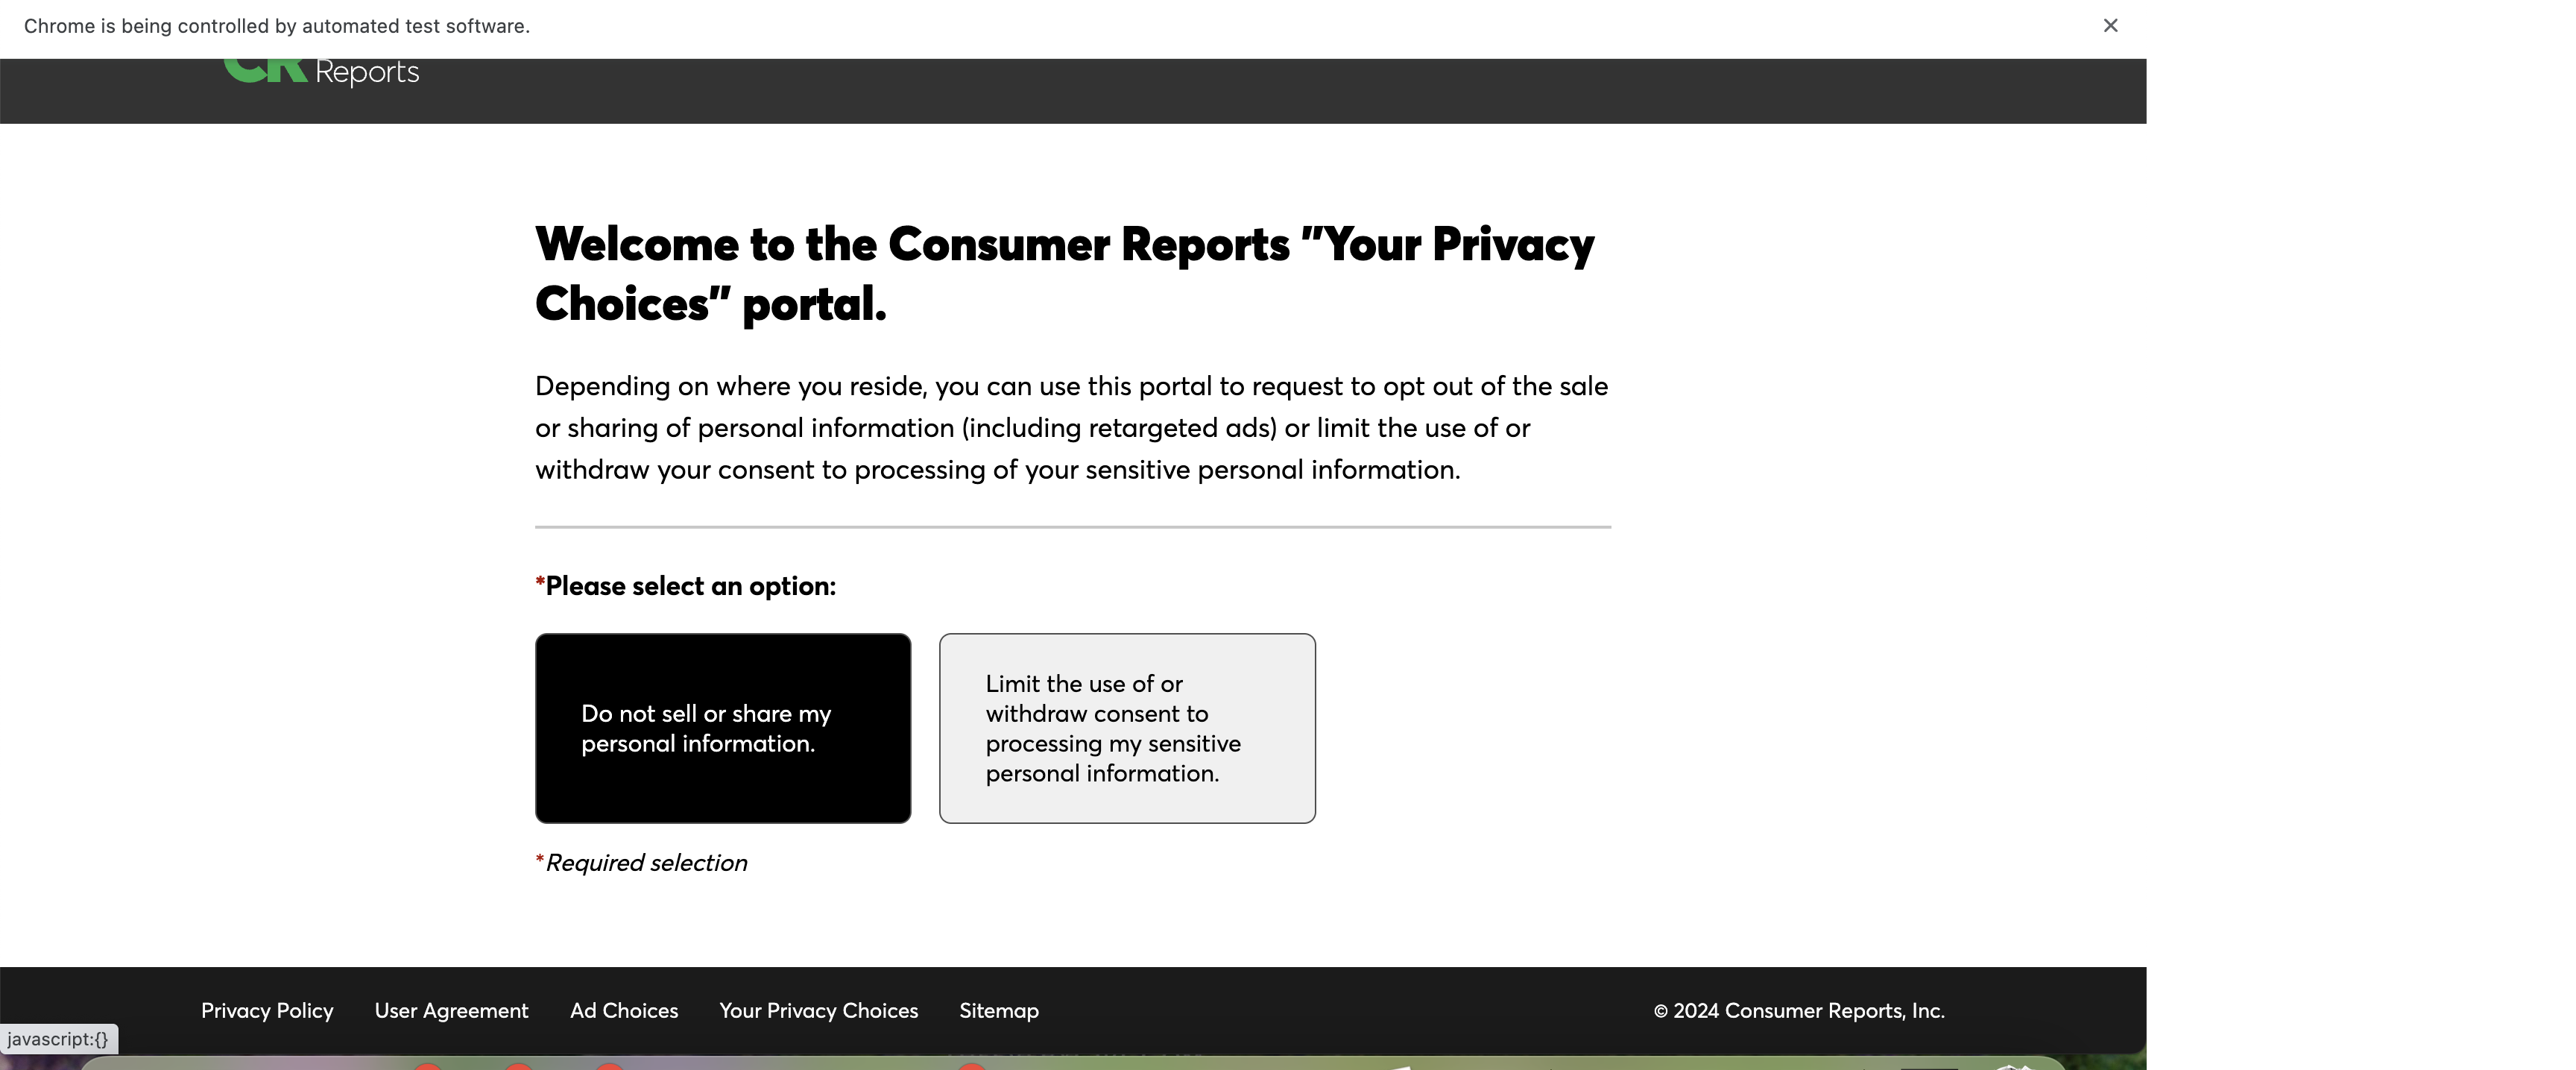 Chrome is being controlled by automated test software.
CR Reports
Welcome to the Consumer Reports "Your Privacy
Choices" portal.
Depending on where you reside, you can use this portal to request to opt out of the sale
or sharing of personal information (including retargeted ads) or limit the use of or
withdraw your consent to processing of your sensitive personal information.
*Please select an option:
Do not sell or share my
personal information.
Limit the use of or
withdraw consent to
processing my sensitive
personal information.
*Required selection
Privacy Policy User Agreement Ad Choices Your Privacy Choices Sitemap © 2024 Consumer Reports, Inc.
javascript:{}